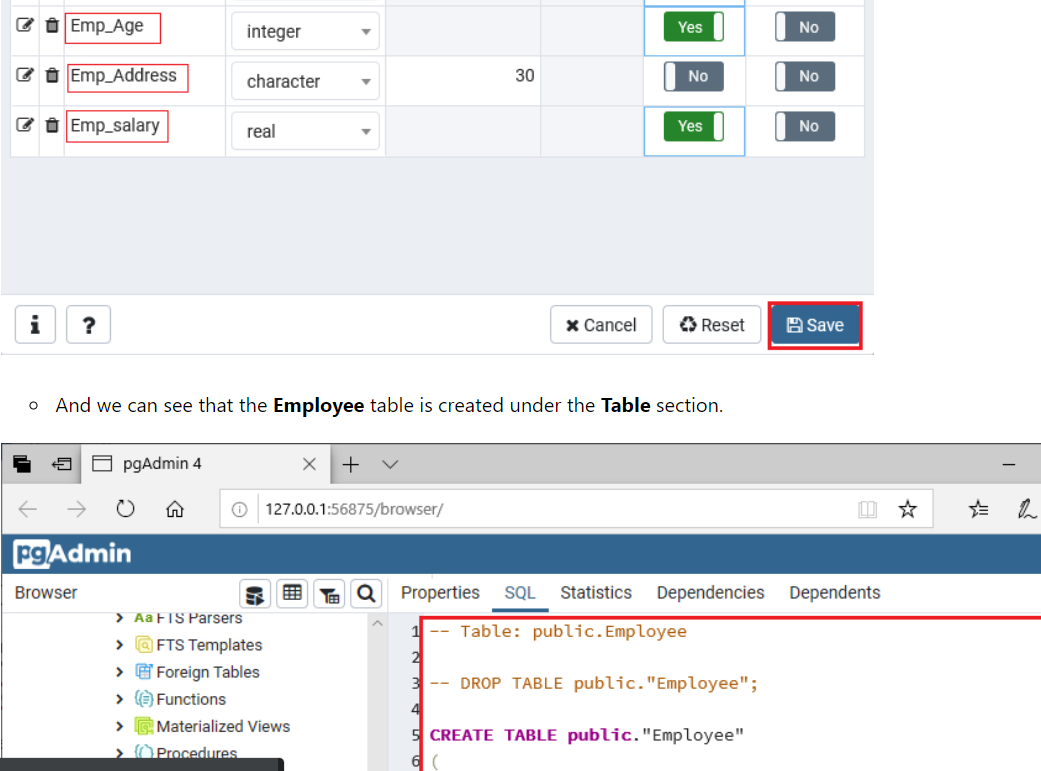 Emp_Age integer Yes No
Emp_Address character 30 No No
Emp_salary real Yes No
i ? Cancel Reset Save
And we can see that the Employee table is created under the Table section.
pgAdmin 4
127.0.0.1:56875/browser/
pgAdmin
Browser Properties SQL Statistics Dependencies Dependents
Aa FTS Parsers
FTS Templates
Foreign Tables
Functions
Materialized Views
Procedures
1 -- Table: public.Employee
2
3 -- DROP TABLE public."Employee";
4
5 CREATE TABLE public."Employee"
6 (